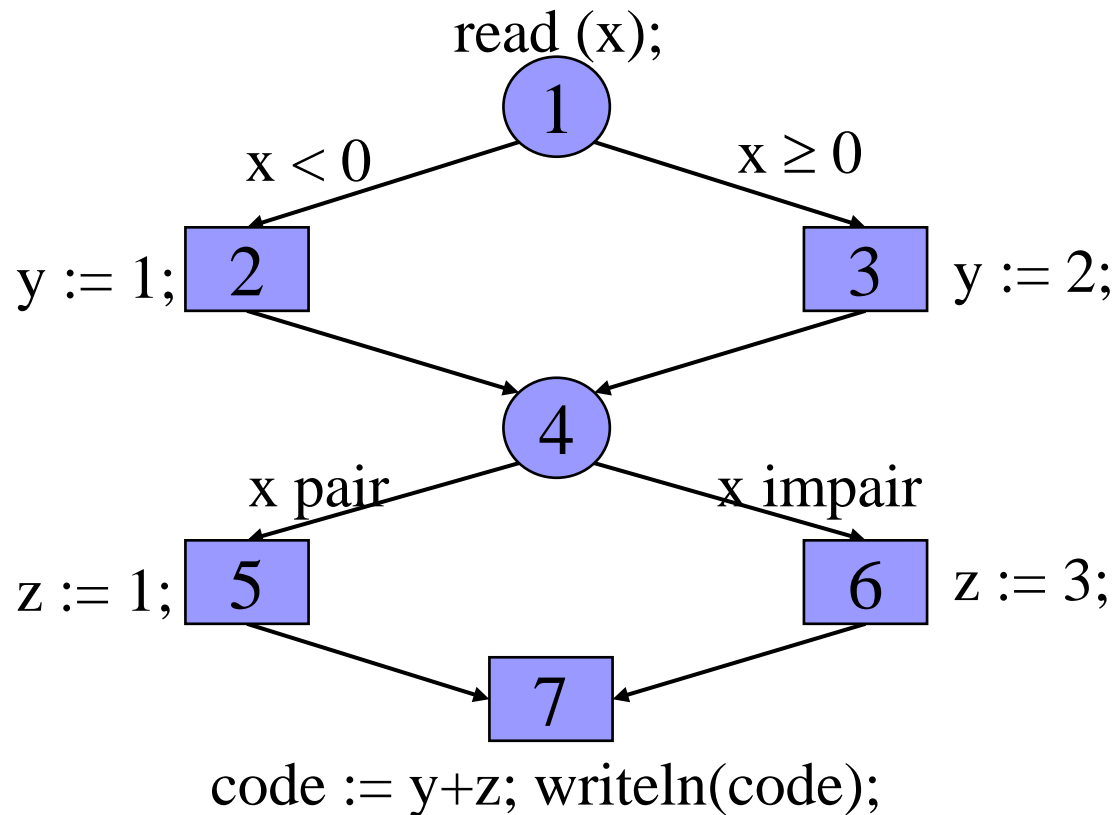 read (x);
1
x < 0
x ≥ 0
y := 1;
2
3
y := 2;
4
x pair
x impair
z := 1;
5
6
z := 3;
7
code := y+z; writeln(code);